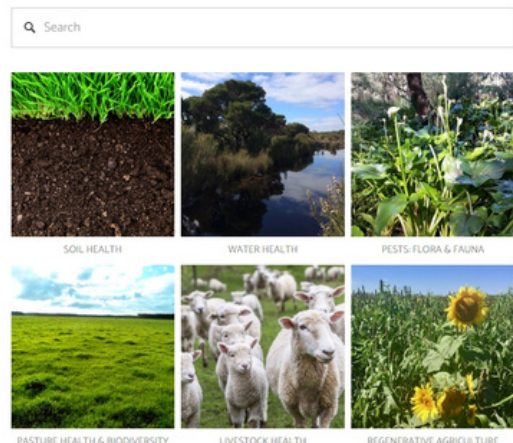 Search
SOIL HEALTH
WATER HEALTH
PESTS: FLORA & FAUNA
PASTURE HEALTH & BIODIVERSITY
LIVESTOCK HEALTH
REGENERATIVE AGRICULTURE